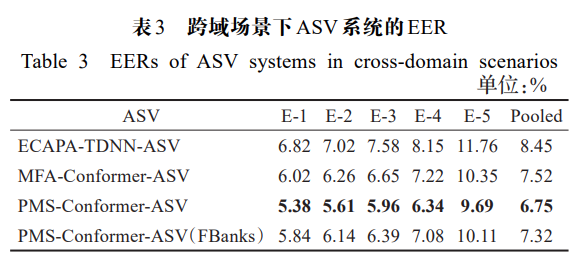 表3 跨域场景下ASV系统的EER
Table 3 EERs of ASV systems in cross-domain scenarios
单位:%
ASV E-1 E-2 E-3 E-4 E-5 Pooled
ECAPA-TDNN-ASV 6.82 7.02 7.58 8.15 11.76 8.45
MFA-Conformer-ASV 6.02 6.26 6.65 7.22 10.35 7.52
PMS-Conformer-ASV 5.38 5.61 5.96 6.34 9.69 6.75
PMS-Conformer-ASV(FBanks) 5.84 6.14 6.39 7.08 10.11 7.32